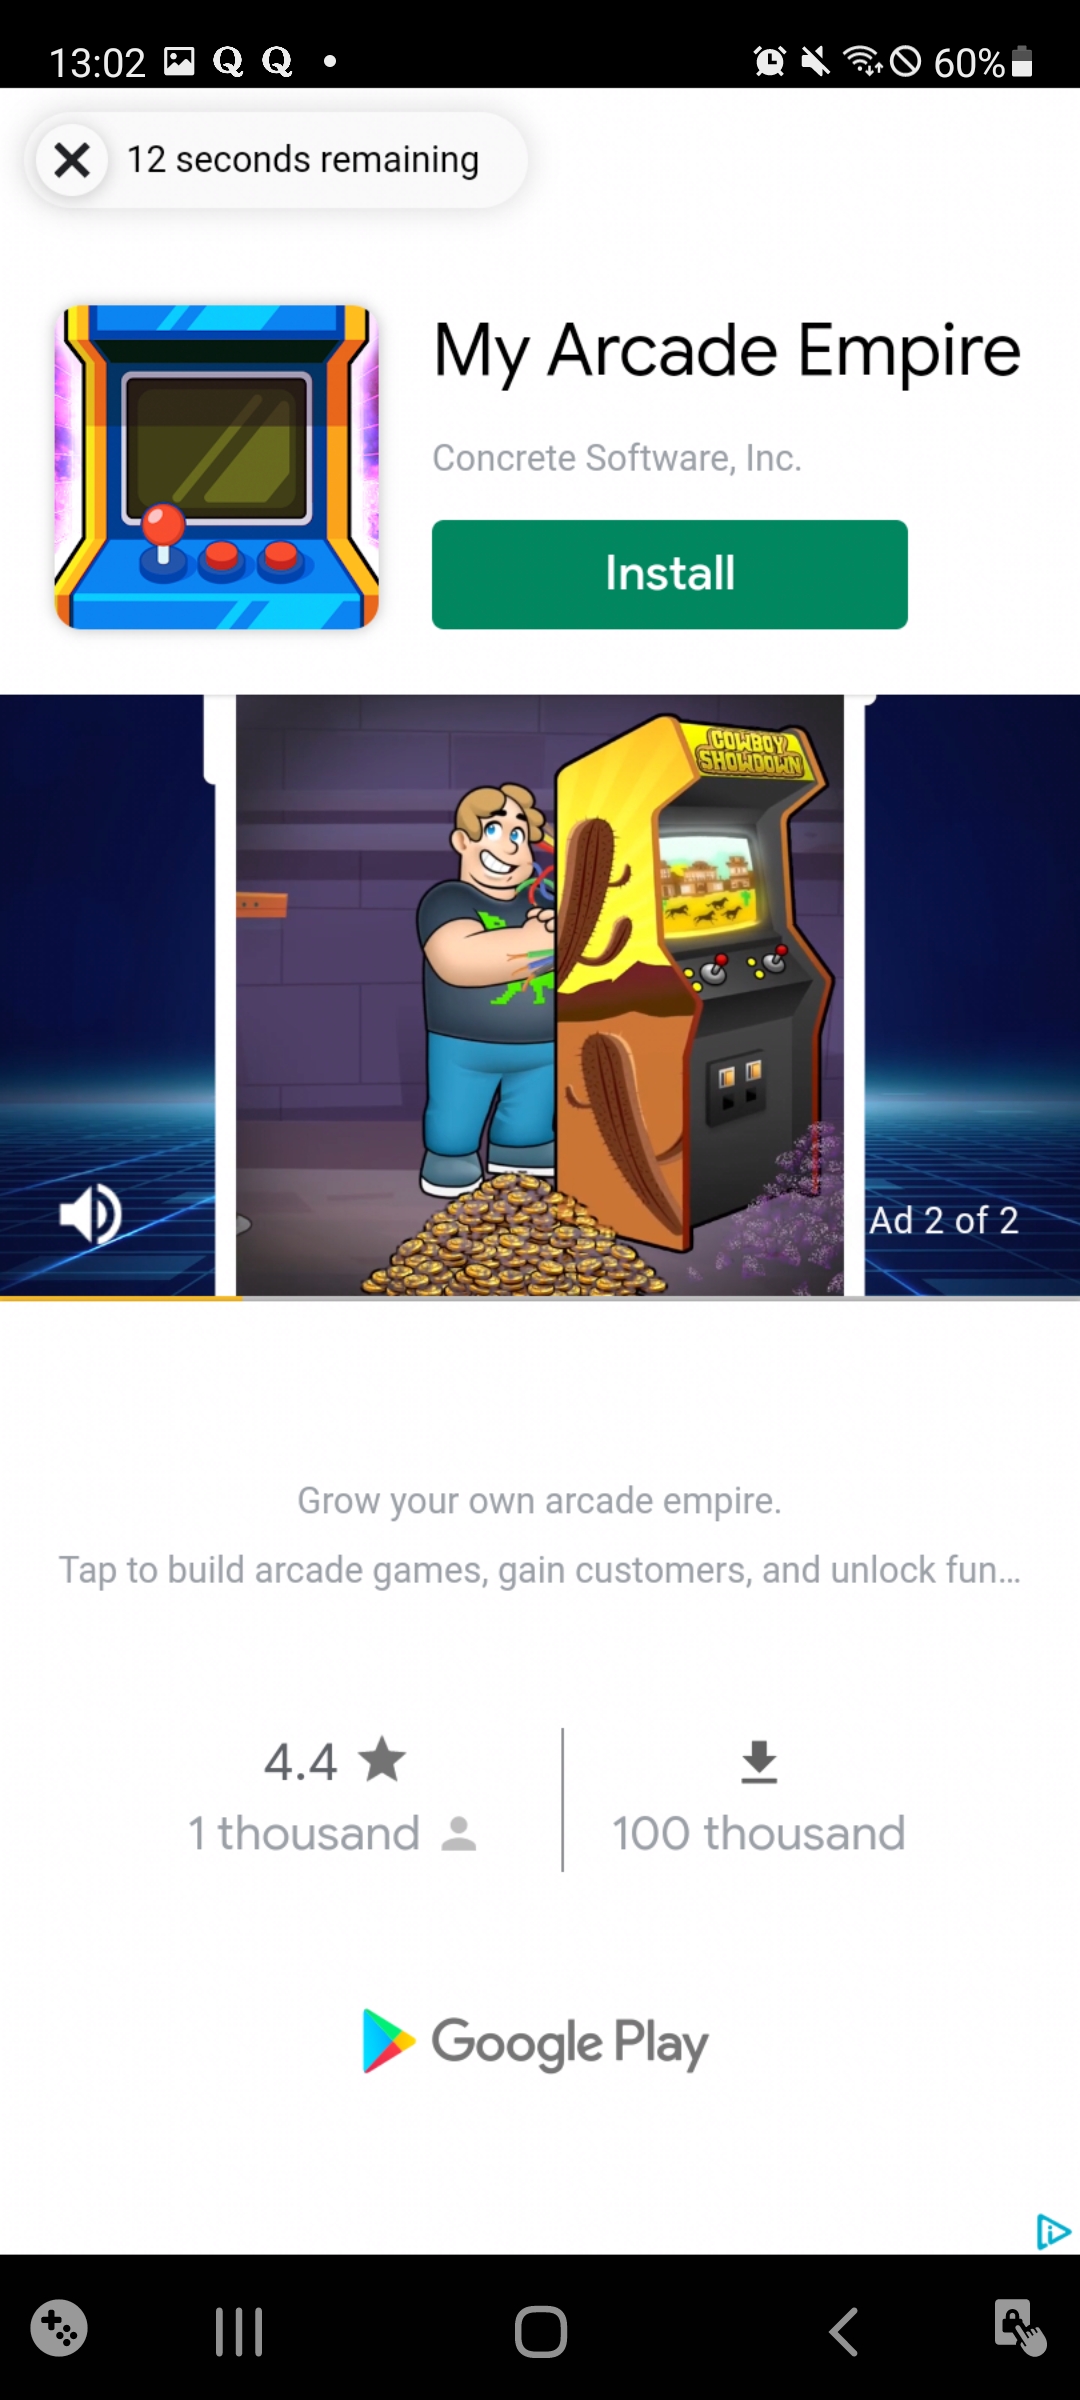 13:02
60%
12 seconds remaining
My Arcade Empire
Concrete Software, Inc.
Install
COWBOY
SHOWDOWN
Ad 2 of 2
Grow your own arcade empire.
Tap to build arcade games, gain customers, and unlock fun...
4.4
1 thousand
100 thousand
Google Play